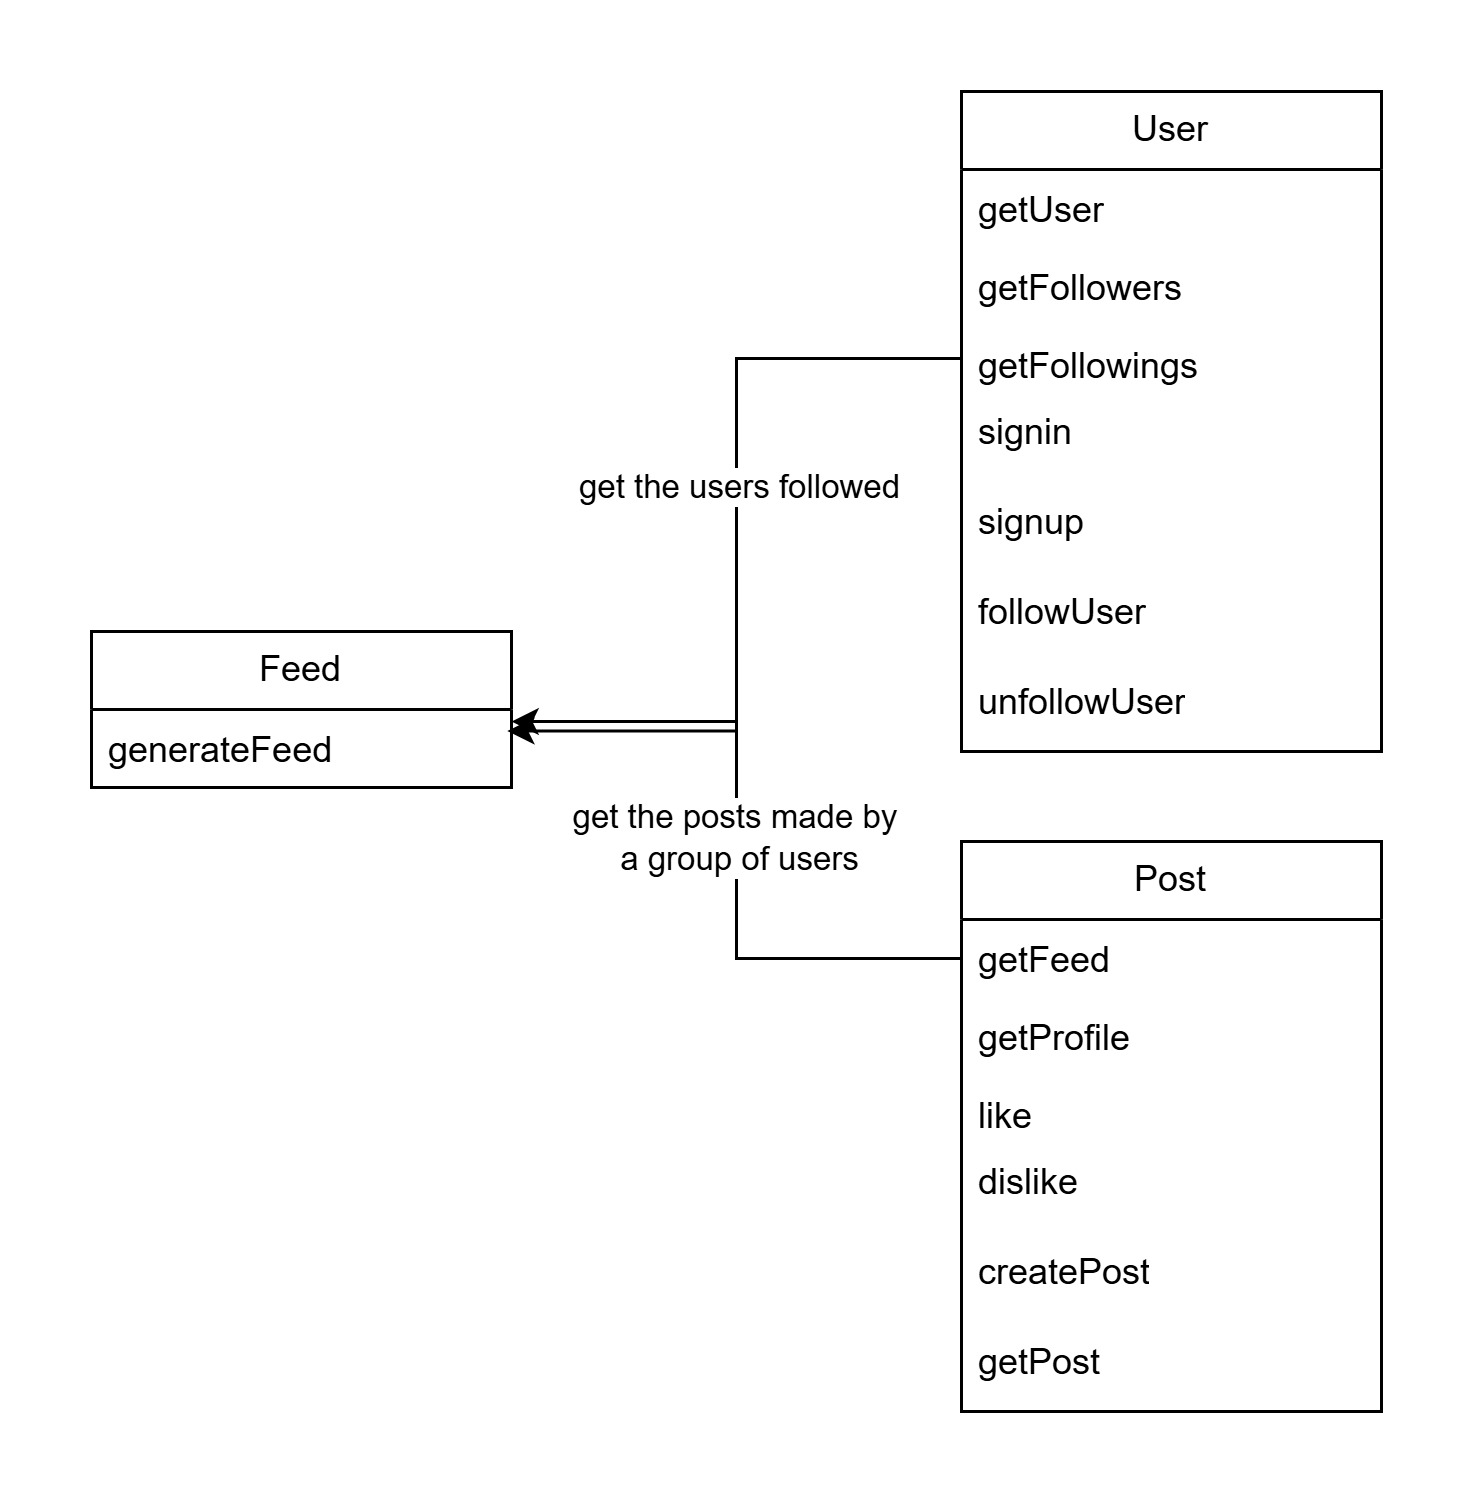 User
getUser
getFollowers
getFollowings
signin
signup
followUser
unfollowUser
get the users followed
Feed
generateFeed
get the posts made by
a group of users
Post
getFeed
getProfile
like
dislike
createPost
getPost